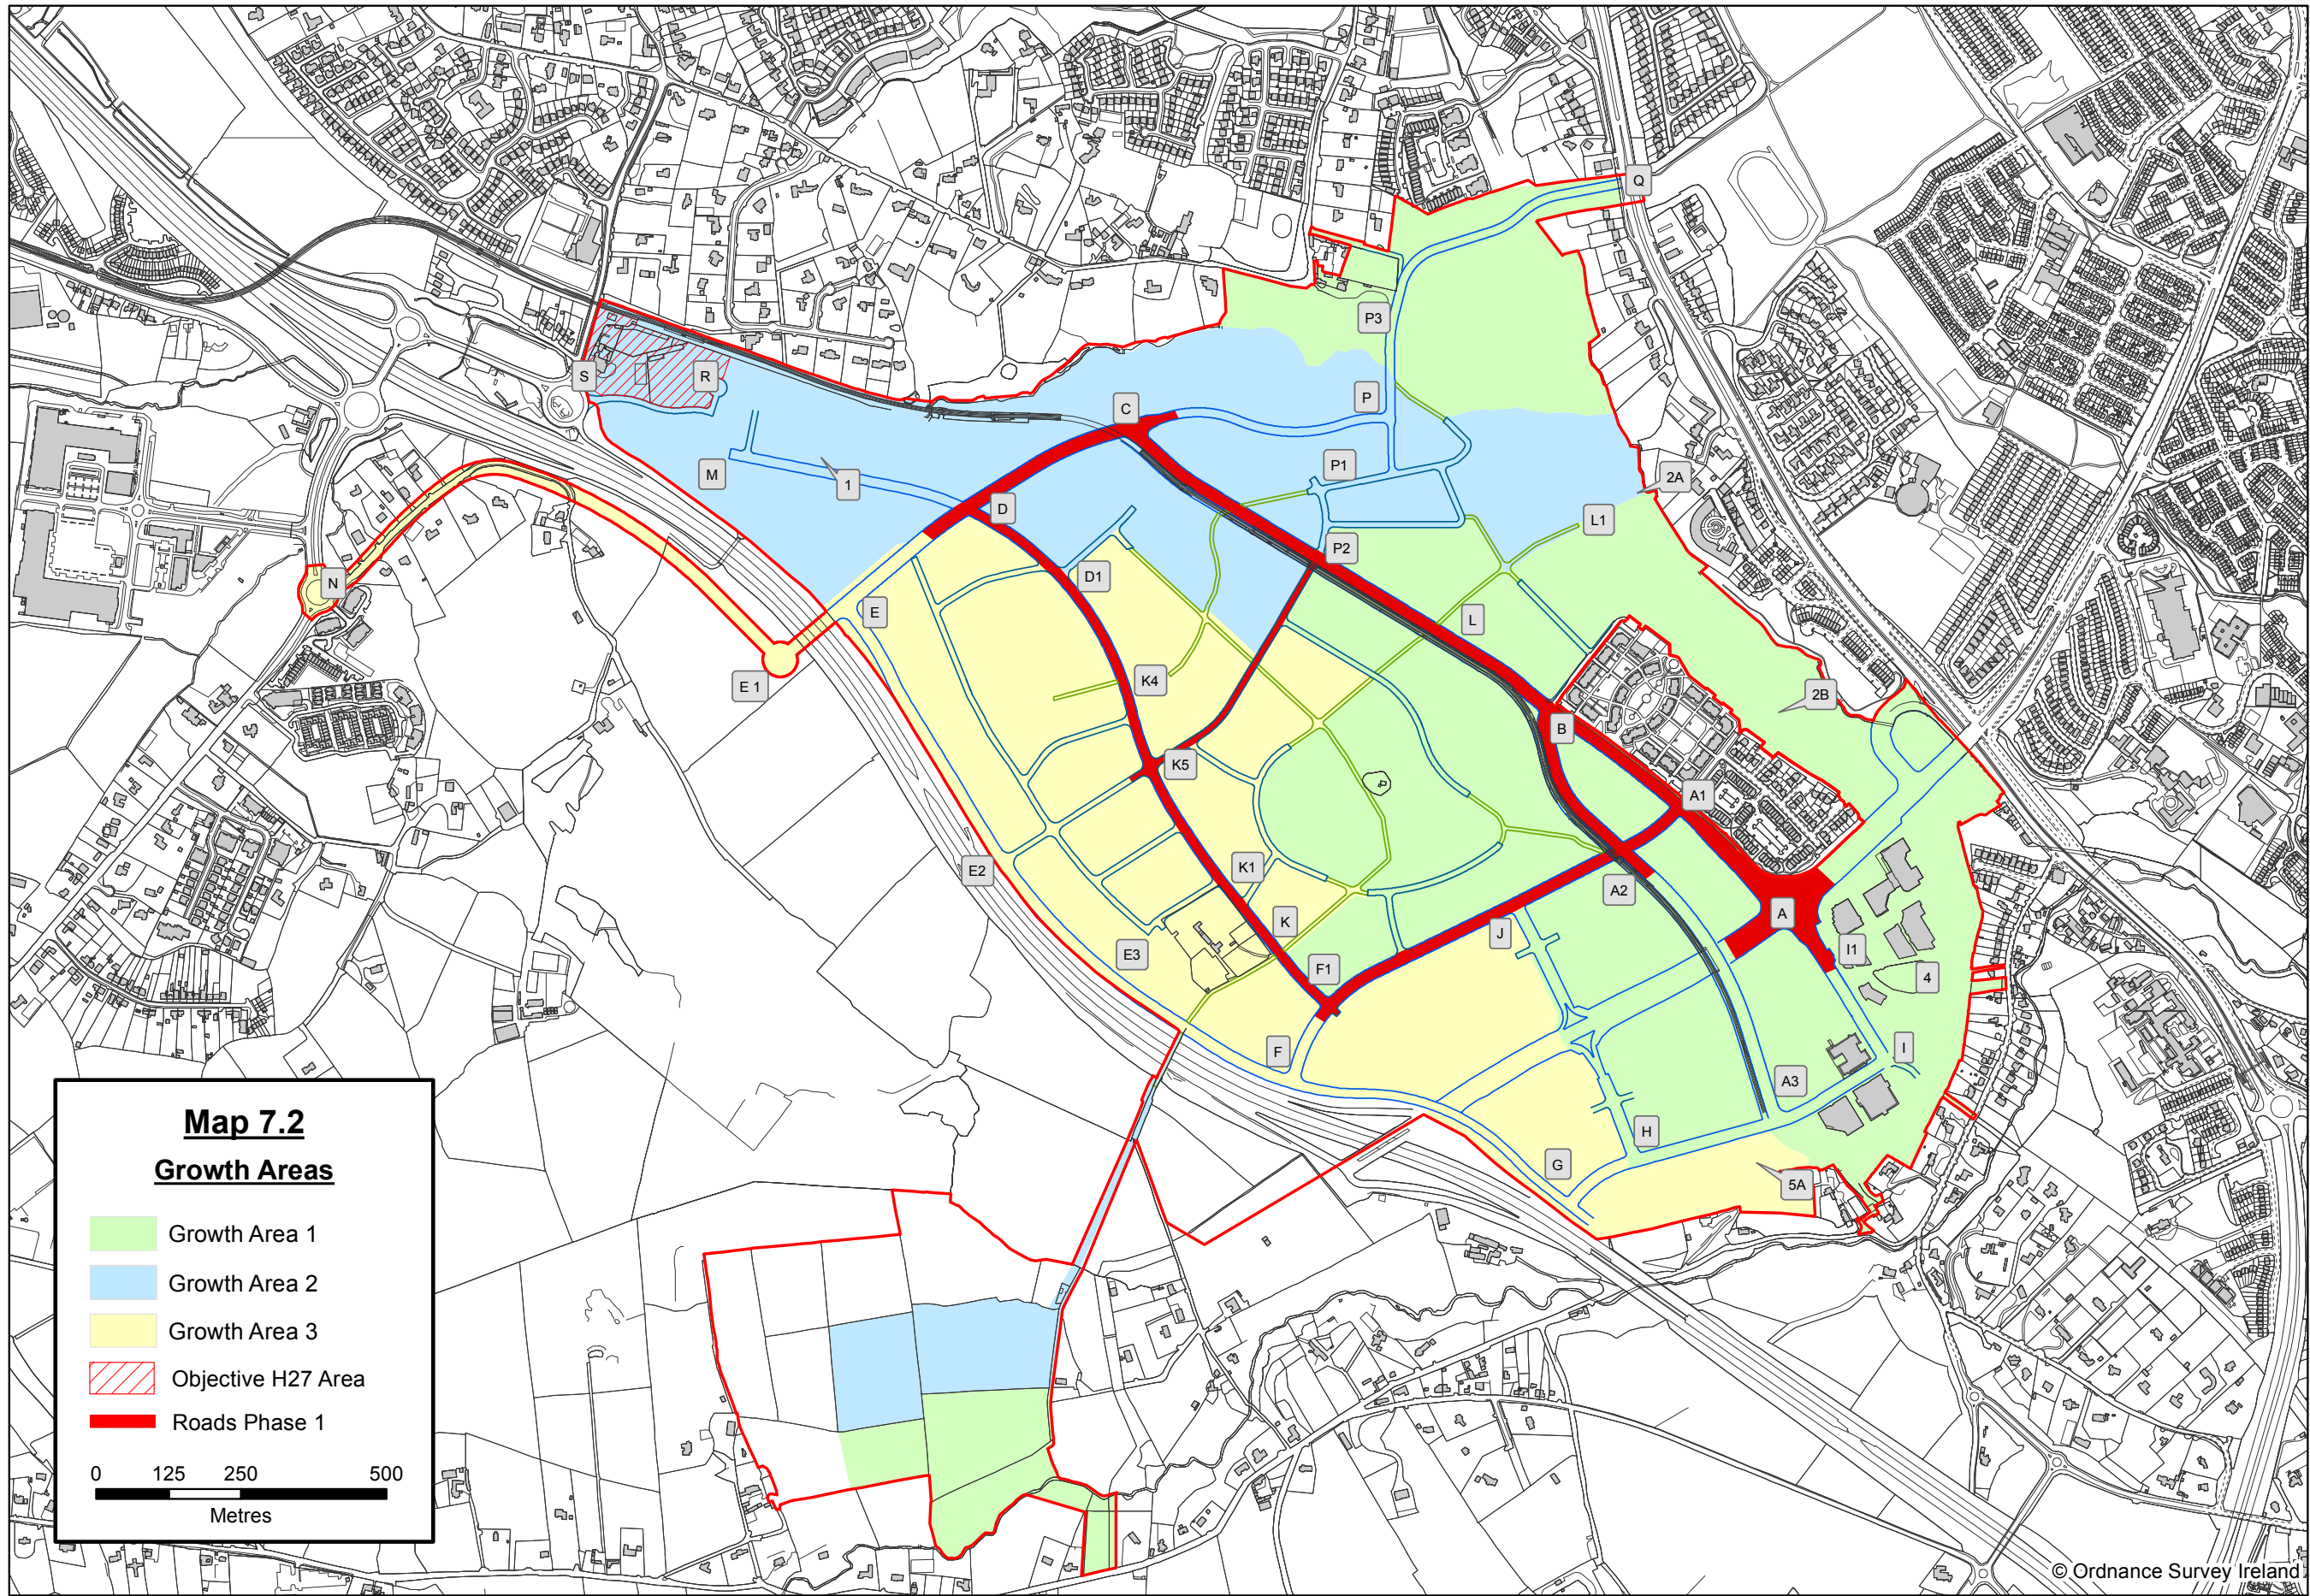 Q
P3
S
R
C
P
M
1
P1
2A
D
L1
N
D1
P2
E
L
E 1
K4
2B
B
K5
A1
E2
K1
A2
A
K
J
E3
F1
I1
4
F
I
A3
H
G
5A
Map 7.2
Growth Areas
Growth Area 1
Growth Area 2
Growth Area 3
Objective H27 Area
Roads Phase 1
0 125 250 500
Metres
© Ordnance Survey Ireland